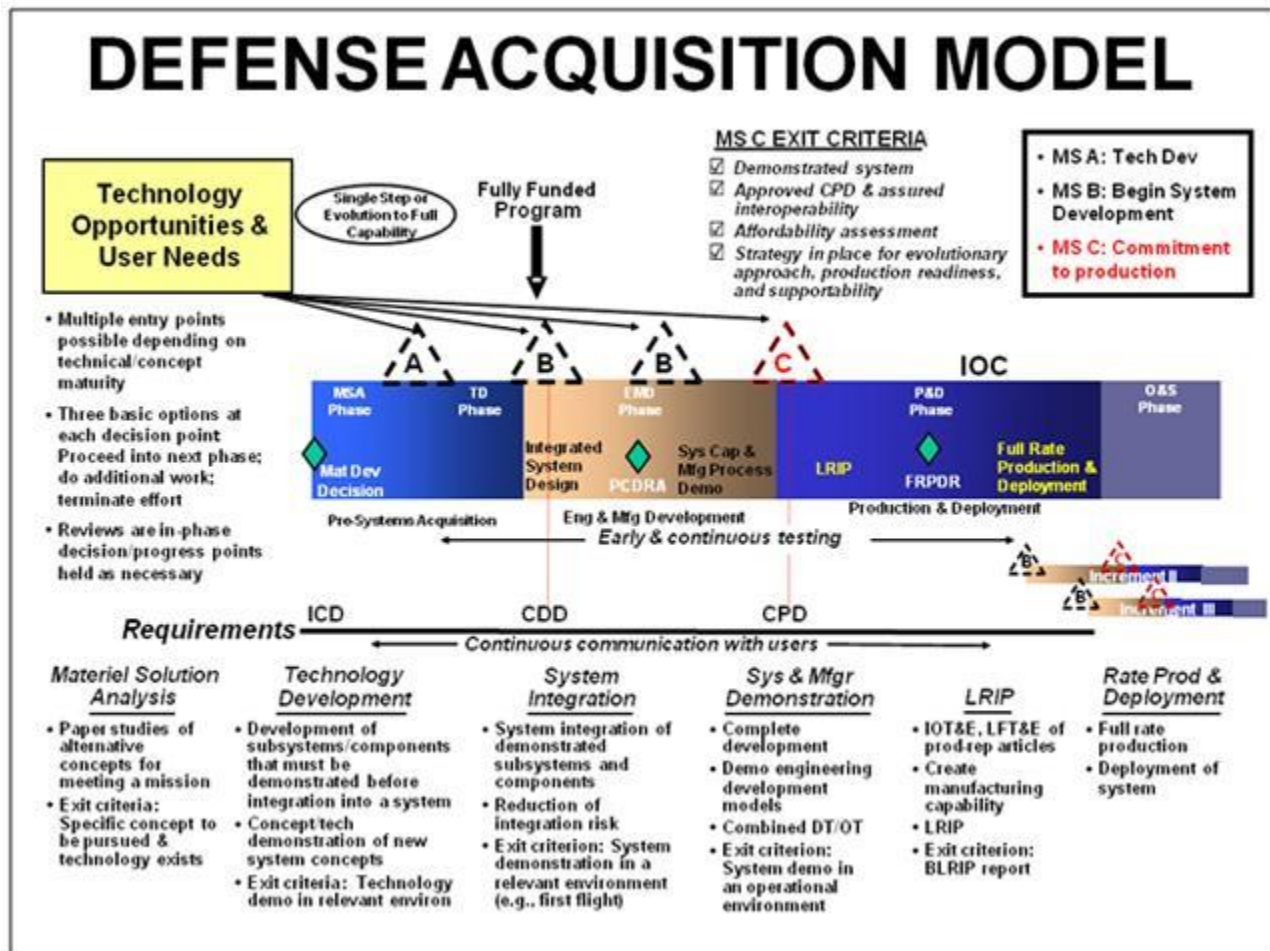 DEFENSE ACQUISITION MODEL
Technology
Opportunities &
User Needs
Single Step or
Evolution to Full
Capability
Fully Funded
Program
MS C EXIT CRITERIA
☑ Demonstrated system
☑ Approved CPD & assured
interoperability
☑ Affordability assessment
☑ Strategy in place for evolutionary
approach, production readiness,
and supportability
• MS A: Tech Dev
• MS B: Begin System
Development
• MS C: Commitment
to production
• Multiple entry points
possible depending on
technical/concept
maturity
• Three basic options at
each decision point
Proceed into next phase;
do additional work;
terminate effort
• Reviews are in-phase
decision/progress points
held as necessary
A
B
B
C
IOC
MSA
Phase
TD
Phase
EMD
Phase
P&D
Phase
O&S
Phase
Mat Dev
Decision
Integrated
System
Design
PCDRA
Sys Cap &
Mfg Process
Demo
LRIP
FRPDR
Full Rate
Production &
Deployment
Pre-Systems Acquisition
Eng & Mfg Development
Production & Deployment
Early & continuous testing
B
C
Increment II
B
C
Increment III
ICD
CDD
CPD
Requirements
Continuous communication with users
Materiel Solution
Analysis
• Paper studies of
alternative
concepts for
meeting a mission
• Exit criteria:
Specific concept to
be pursued &
technology exists
Technology
Development
• Development of
subsystems/components
that must be
demonstrated before
integration into a system
• Concept/tech
demonstration of new
system concepts
• Exit criteria: Technology
demo in relevant environ
System
Integration
• System integration of
demonstrated
subsystems and
components
• Reduction of
integration risk
• Exit criterion: System
demonstration in a
relevant environment
(e.g., first flight)
Sys & Mfgr
Demonstration
• Complete
development
• Demo engineering
development
models
• Combined DT/OT
• Exit criterion:
System demo in
an operational
environment
LRIP
• IOT&E, LFT&E of
prod-rep articles
• Create
manufacturing
capability
• LRIP
• Exit criterion:
BLRIP report
Rate Prod &
Deployment
• Full rate
production
• Deployment of
system